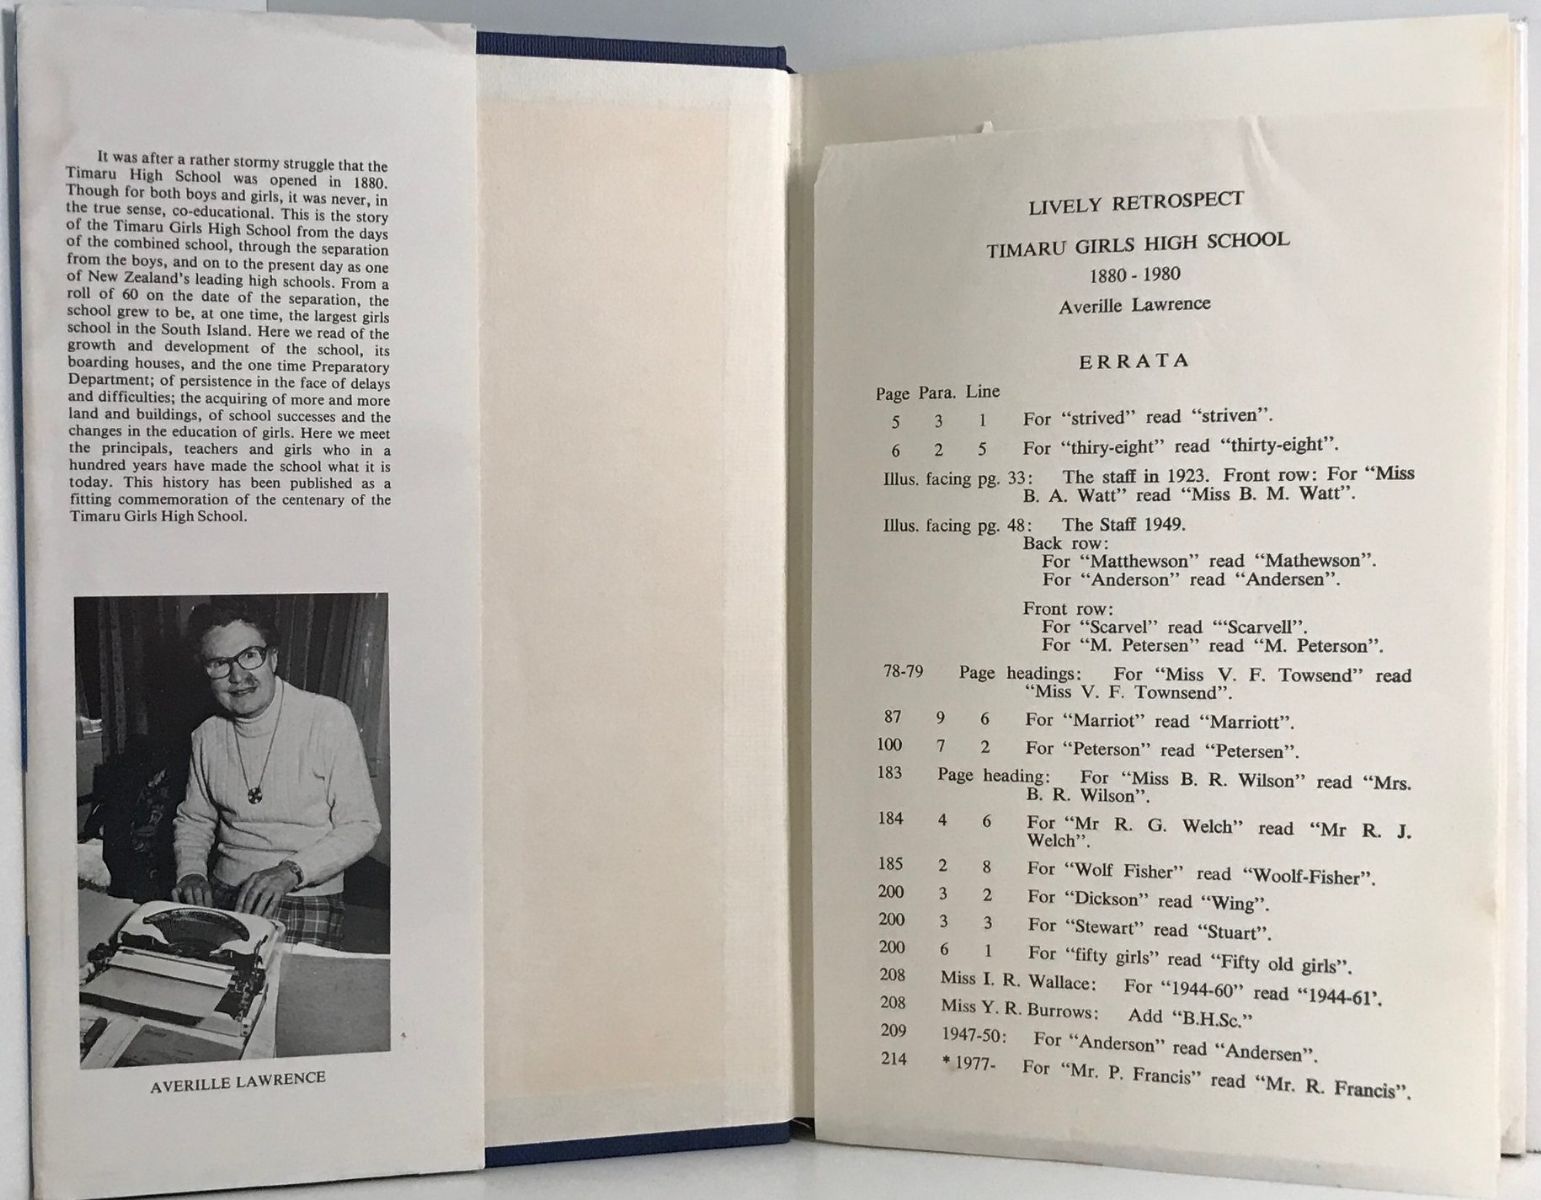 It was after a rather stormy struggle that the
Timaru High School was opened in 1880.
Though for both boys and girls, it was never, in
the true sense, co-educational. This is the story
of the Timaru Girls High School from the days
of the combined school, through the separation
from the boys, and on to the present day as one
of New Zealand's leading high schools. From a
roll of 60 on the date of the separation, the
school grew to be, at one time, the largest girls
school in the South Island. Here we read of the
growth and development of the school, its
boarding houses, and the one time Preparatory
Department; of persistence in the face of delays
and difficulties; the acquiring of more and more
land and buildings, of school successes and the
changes in the education of girls. Here we meet
the principals, teachers and girls who in a
hundred years have made the school what it is
today. This history has been published as a
fitting commemoration of the centenary of the
Timaru Girls High School.
AVERILLE LAWRENCE
LIVELY RETROSPECT
TIMARU GIRLS HIGH SCHOOL
1880 - 1980
Averille Lawrence
ERRATA
Page Para. Line
5 3 1 For “strived” read “striven”.
6 2 5 For “thiry-eight” read “thirty-eight”.
Illus. facing pg. 33: The staff in 1923. Front row: For “Miss
B. A. Watt” read “Miss B. M. Watt”.
Illus. facing pg. 48: The Staff 1949.
Back row:
For “Matthewson” read “Mathewson”.
For “Anderson” read “Andersen”.
Front row:
For “Scarvel” read “‘Scarvell”.
For “M. Petersen” read “M. Peterson”.
78-79 Page headings: For “Miss V. F. Towsend” read
“Miss V. F. Townsend”.
87 9 6 For “Marriot” read “Marriott”.
100 7 2 For “Peterson” read “Petersen”.
183 Page heading: For “Miss B. R. Wilson” read “Mrs.
B. R. Wilson”.
184 4 6 For “Mr R. G. Welch” read “Mr R. J.
Welch”.
185 2 8 For “Wolf Fisher” read “Woolf-Fisher”.
200 3 2 For “Dickson” read “Wing”.
200 3 3 For “Stewart” read “Stuart”.
200 6 1 For “fifty girls” read “Fifty old girls”.
208 Miss I. R. Wallace: For “1944-60” read “1944-61’.
208 Miss Y. R. Burrows: Add “B.H.Sc.”
209 1947-50: For “Anderson” read “Andersen”.
214 * 1977- For “Mr. P. Francis” read “Mr. R. Francis”.